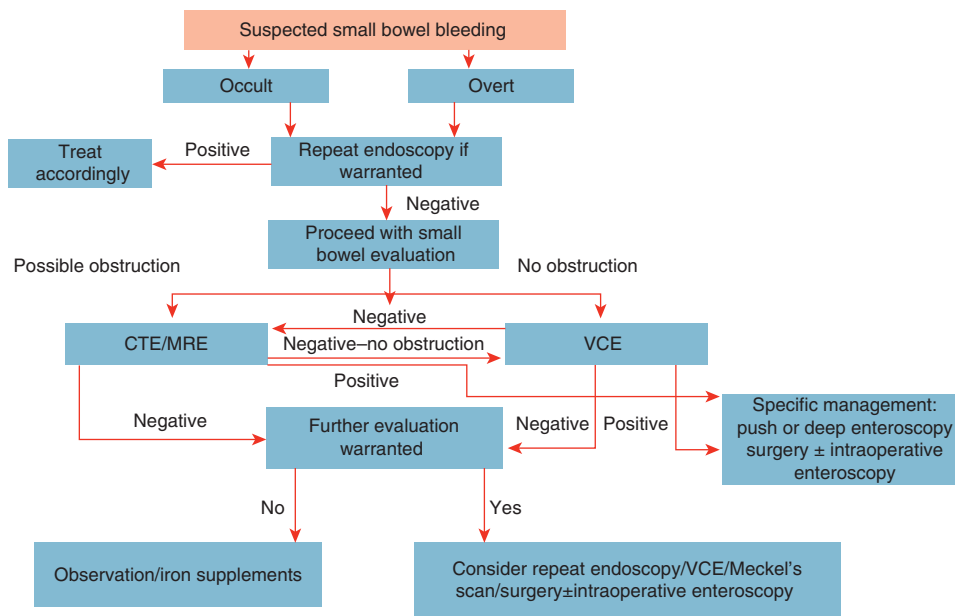 Suspected small bowel bleeding
Occult
Overt
Treat
accordingly
Positive
Repeat endoscopy if
warranted
Negative
Proceed with small
bowel evaluation
Possible obstruction
No obstruction
CTE/MRE
Negative
Negative–no obstruction
VCE
Positive
Negative
Further evaluation
warranted
Negative
Positive
Specific management:
push or deep enteroscopy
surgery ± intraoperative
enteroscopy
No
Yes
Observation/iron supplements
Consider repeat endoscopy/VCE/Meckel's
scan/surgery±intraoperative enteroscopy